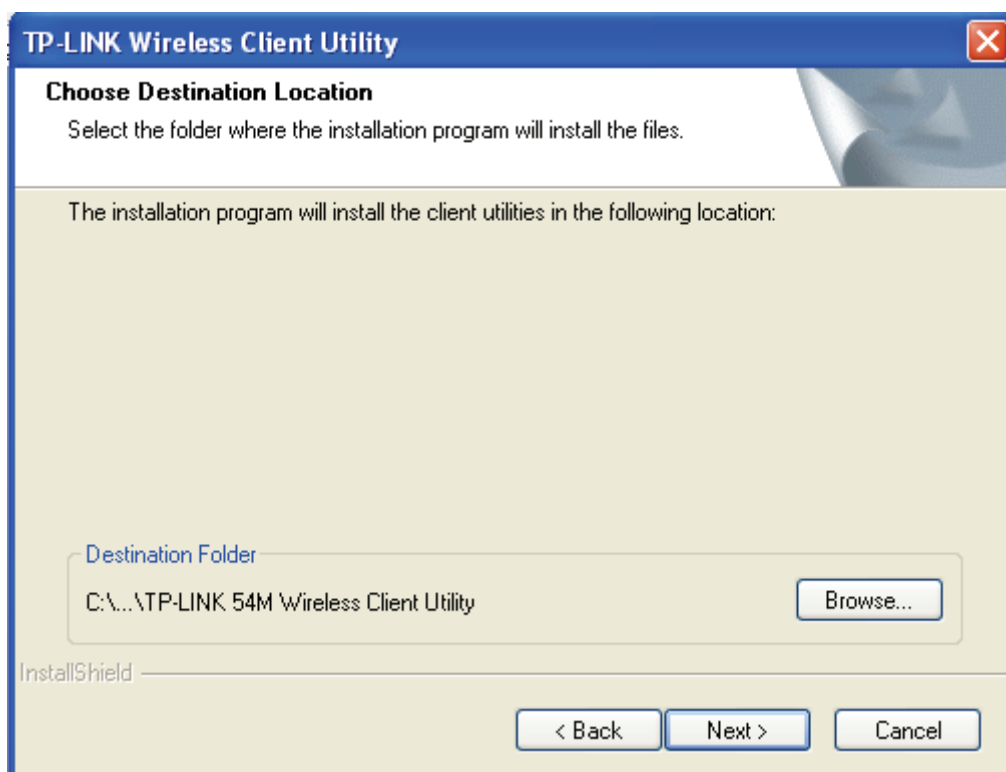 TP-LINK Wireless Client Utility
Choose Destination Location
Select the folder where the installation program will install the files.
The installation program will install the client utilities in the following location:
Destination Folder
C:\...\TP-LINK 54M Wireless Client Utility
Browse...
InstallShield
< Back
Next >
Cancel